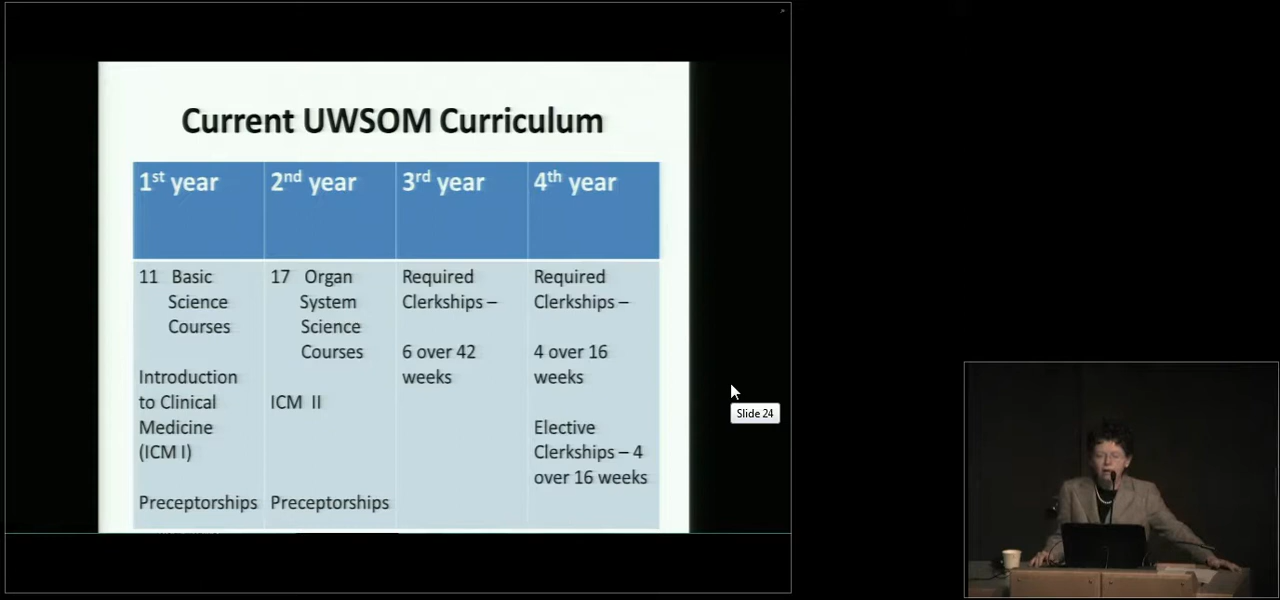 Current UWSOM Curriculum
1st year
2nd year
3rd year
4th year
11 Basic
Science
Courses
Introduction
to Clinical
Medicine
(ICM I)
Preceptorships
17 Organ
System
Science
Courses
ICM II
Preceptorships
Required
Clerkships –
6 over 42
weeks
Required
Clerkships –
4 over 16
weeks
Elective
Clerkships – 4
over 16 weeks
Slide 24